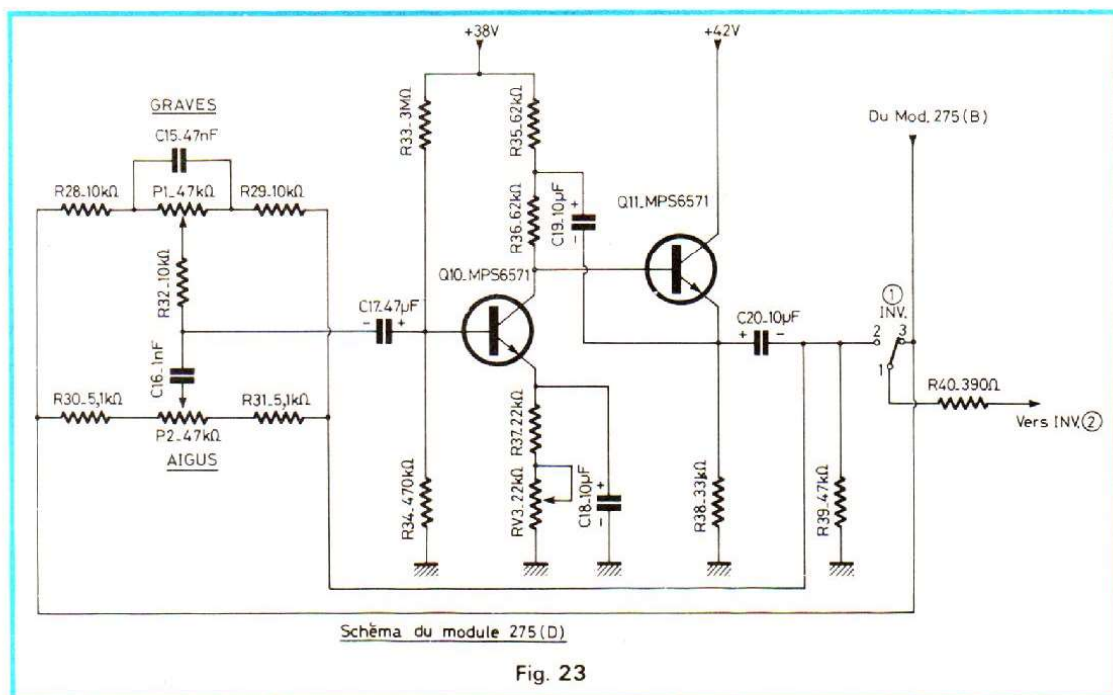 +38V
+42V
GRAVES
C15_47nF
R28_10kΩ
P1_47kΩ
R29_10kΩ
R32_10kΩ
C16_1nF
R30_5,1kΩ
R31_5,1kΩ
P2_47kΩ
AIGUS
C17_47µF
- +
R33_3MΩ
R34_470kΩ
R35_62kΩ
R36_62kΩ
C19_10µF
+
-
Q10_MPS6571
Q11_MPS6571
R37_22kΩ
RV3_22kΩ
C18_10µF
+
-
R38_33kΩ
C20_10µF
+ -
R39_47kΩ
Du Mod. 275 (B)
①
INV.
2 3
1
R40_390Ω
Vers INV.②
Schéma du module 275 (D)
Fig. 23